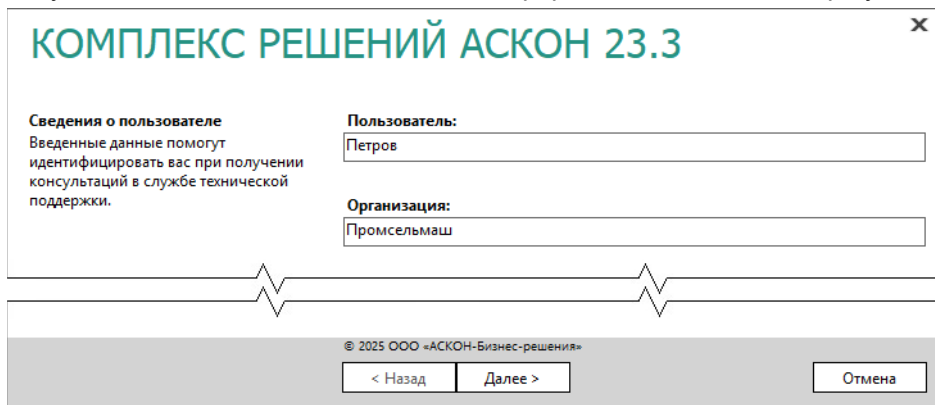 КОМПЛЕКС РЕШЕНИЙ АСКОН 23.3
x
Сведения о пользователе
Введенные данные помогут
идентифицировать вас при получении
консультаций в службе технической
поддержки.
Пользователь:
Петров
Организация:
Промсельмаш
© 2025 ООО «АСКОН-Бизнес-решения»
< Назад
Далее >
Отмена